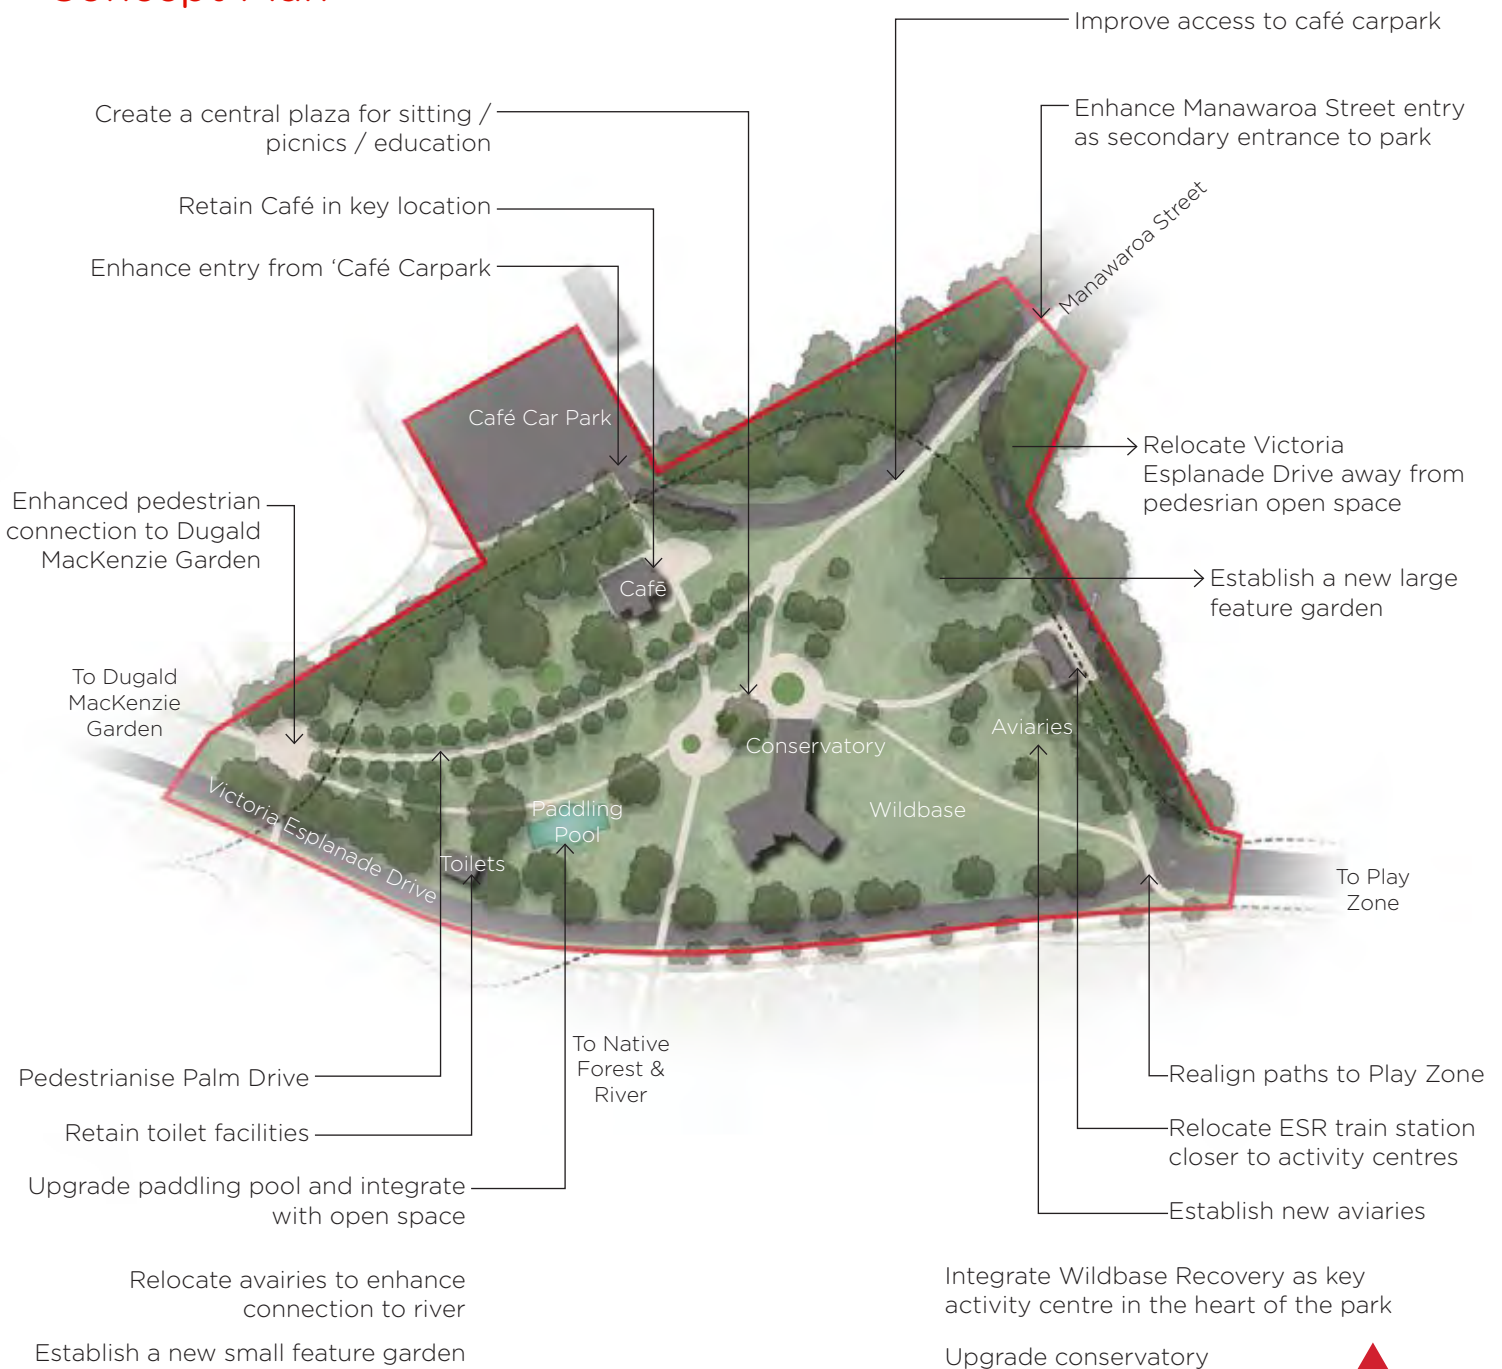 Concept Plan
Improve access to café carpark
Create a central plaza for sitting /
picnics / education
Enhance Manawaroa Street entry
as secondary entrance to park
Retain Café in key location
Enhance entry from ‘Café Carpark
Manawaroa Street
Café Car Park
Relocate Victoria
Esplanade Drive away from
pedesrian open space
Enhanced pedestrian
connection to Dugald
MacKenzie Garden
Café
Establish a new large
feature garden
To Dugald
MacKenzie
Garden
Aviaries
Conservatory
Victoria Esplanade Drive
Paddling
Pool
Wildbase
Toilets
To Play
Zone
To Native
Forest &
River
Pedestrianise Palm Drive
Realign paths to Play Zone
Retain toilet facilities
Relocate ESR train station
closer to activity centres
Upgrade paddling pool and integrate
with open space
Establish new aviaries
Relocate avairies to enhance
connection to river
Integrate Wildbase Recovery as key
activity centre in the heart of the park
Establish a new small feature garden
Upgrade conservatory